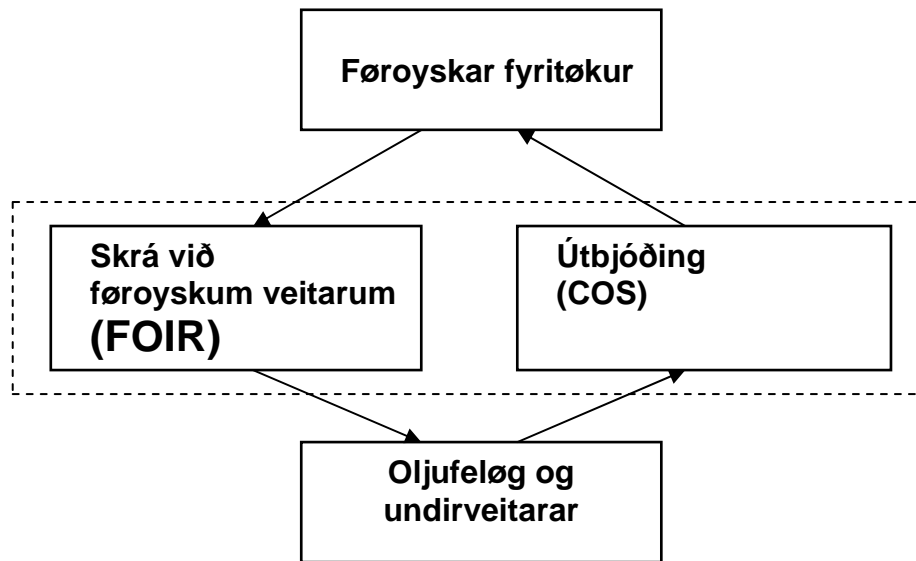 Føroyskar fyritøkur
Skrá við
føroyskum veitarum
(FOIR)
Útbjóðing
(COS)
Oljufeløg og
undirveitarar